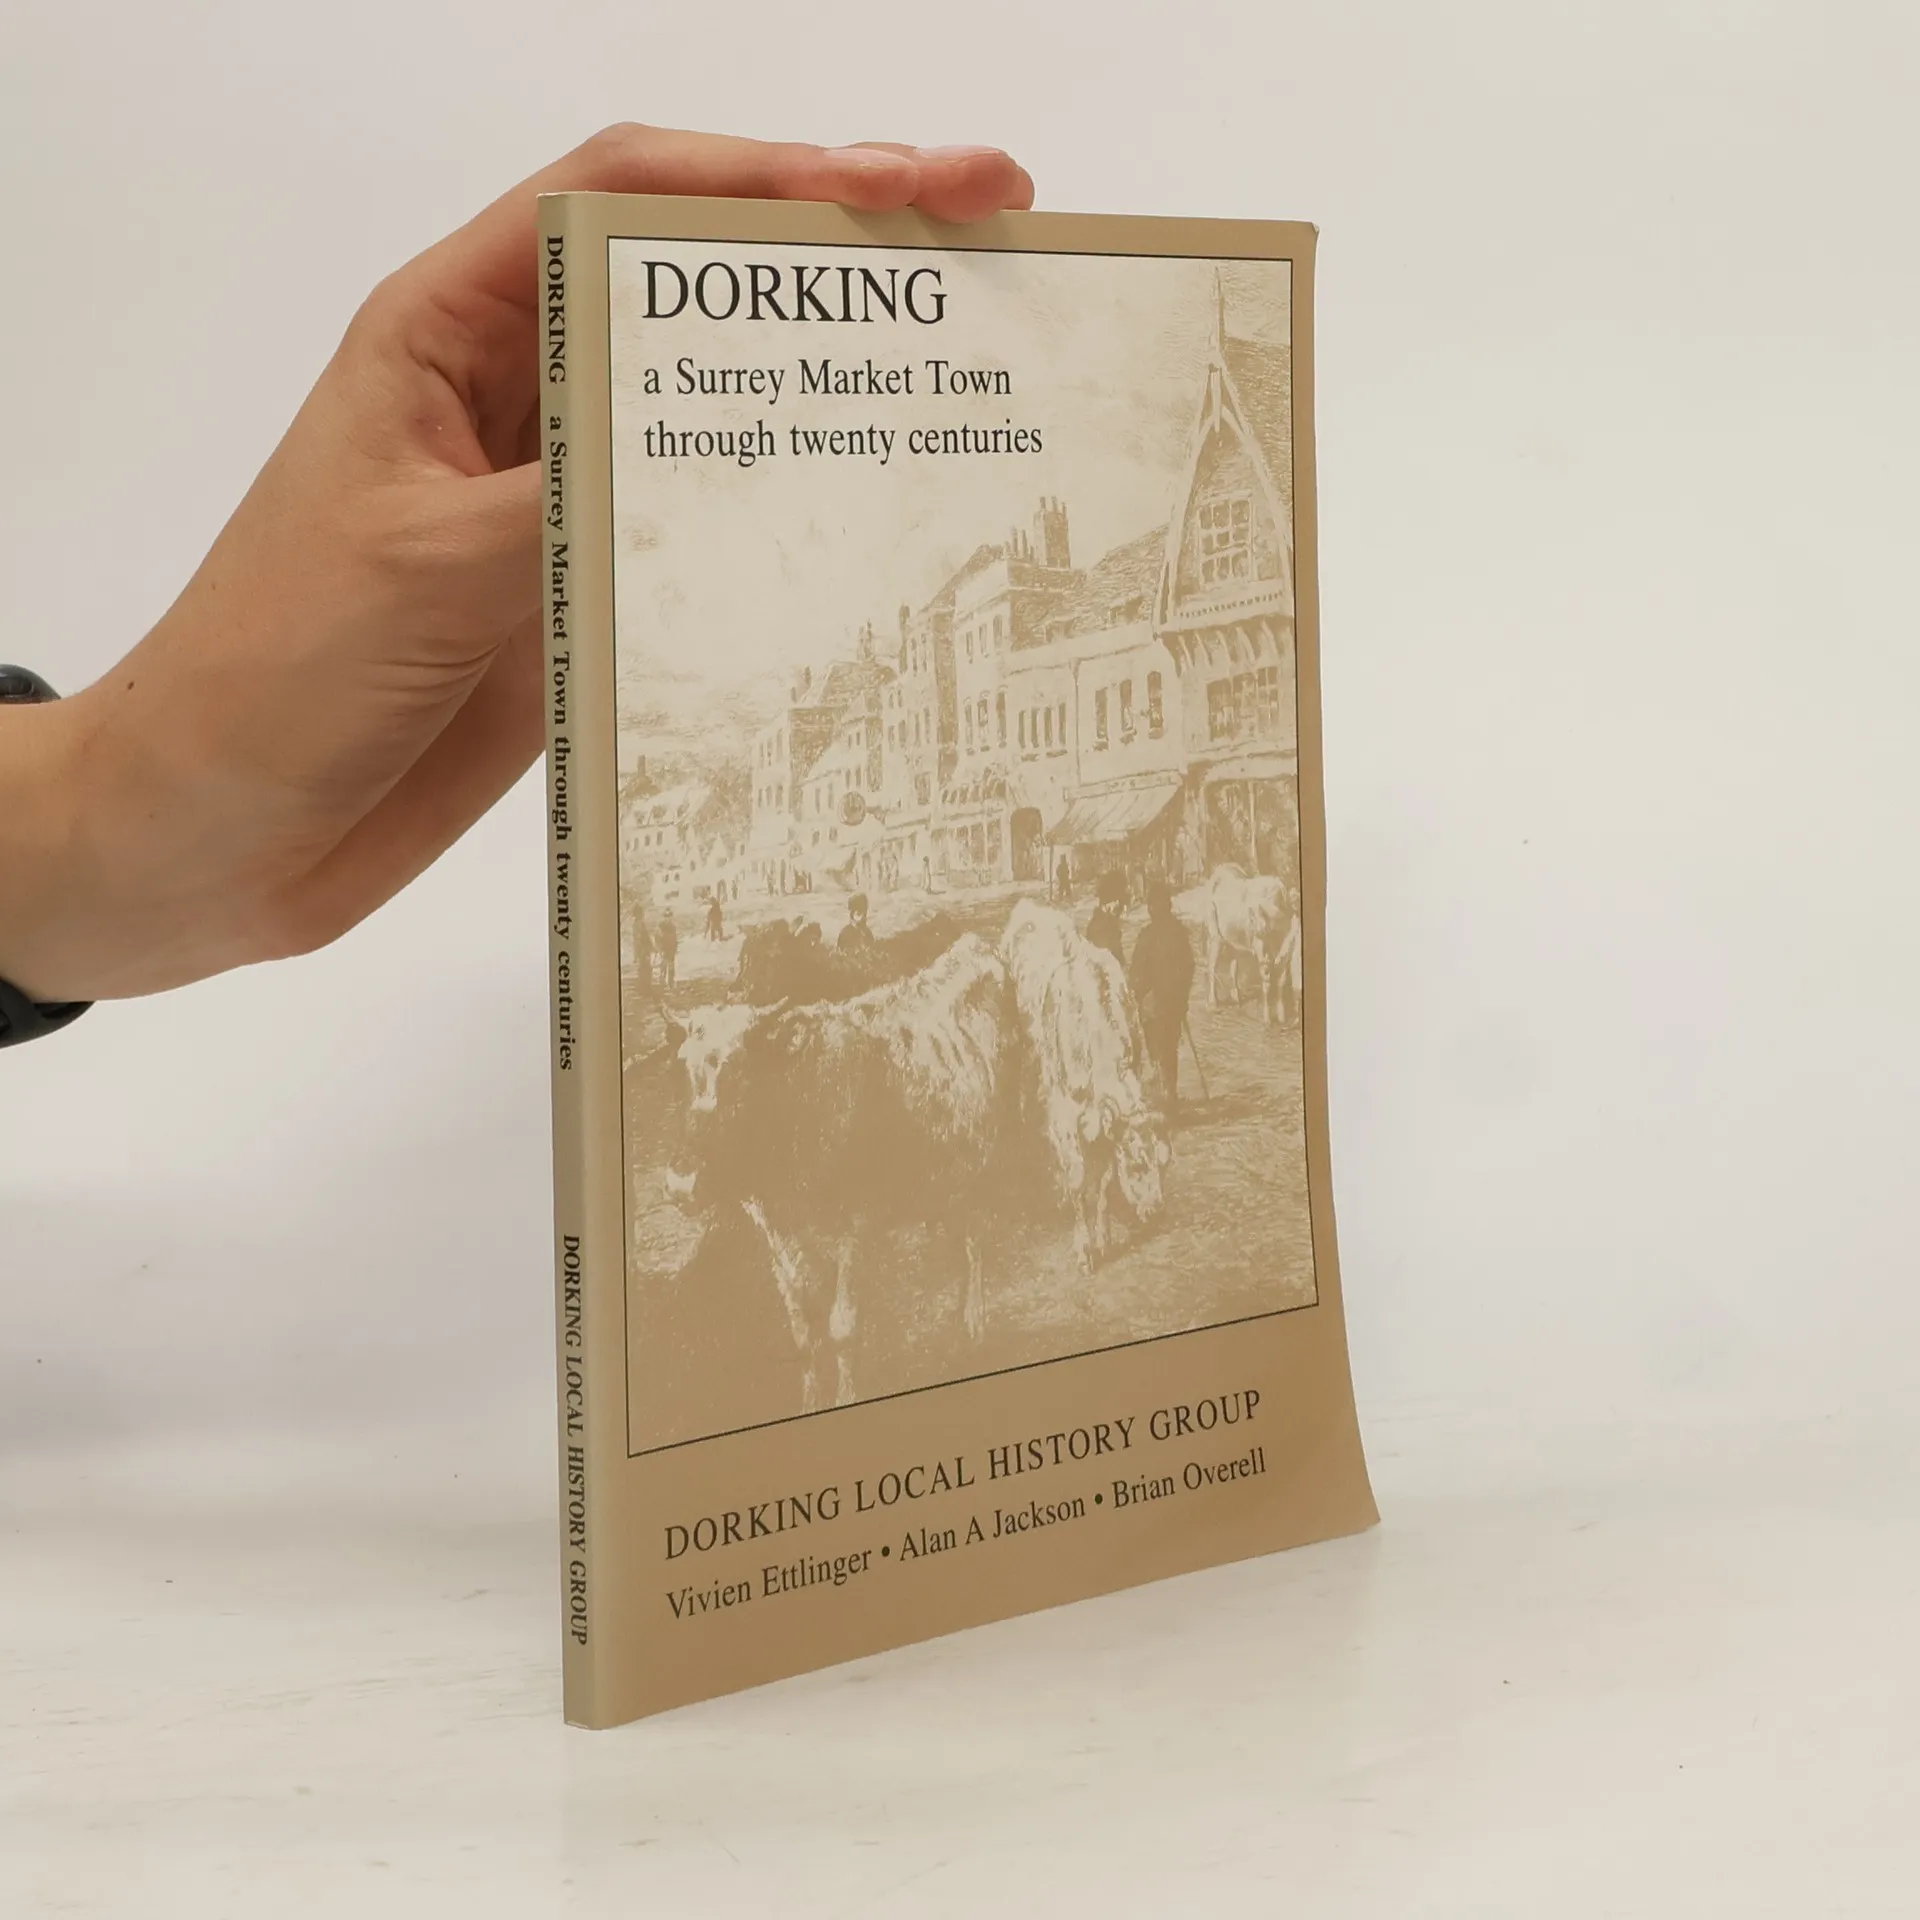 DORKING
a Surrey Market Town
through twenty centuries
DORKING LOCAL HISTORY GROUP
Vivien Ettlinger • Alan A Jackson • Brian Overell
DORKING a Surrey Market Town through twenty centuries DORKING LOCAL HISTORY GROUP